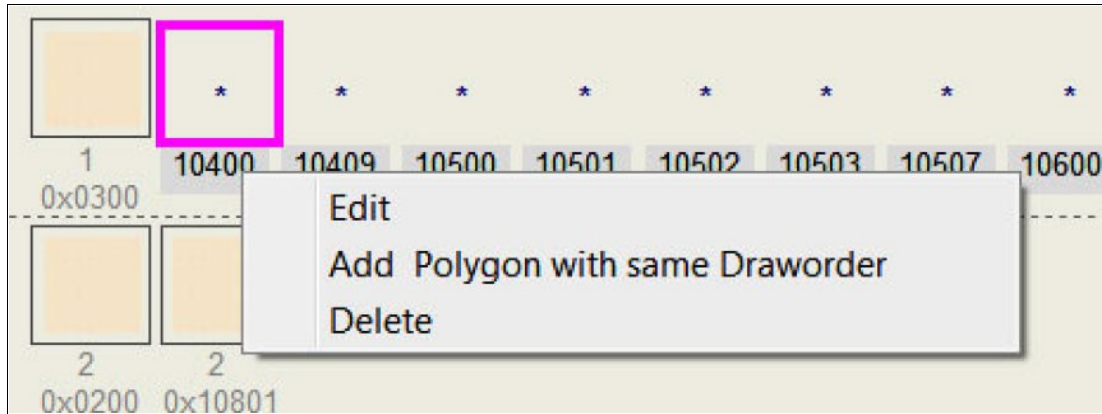 * * * * * * * *
1 10400 10409 10500 10501 10502 10503 10507 10600
0x0300
Edit
Add Polygon with same Draworder
Delete
2 2
0x0200 0x10801